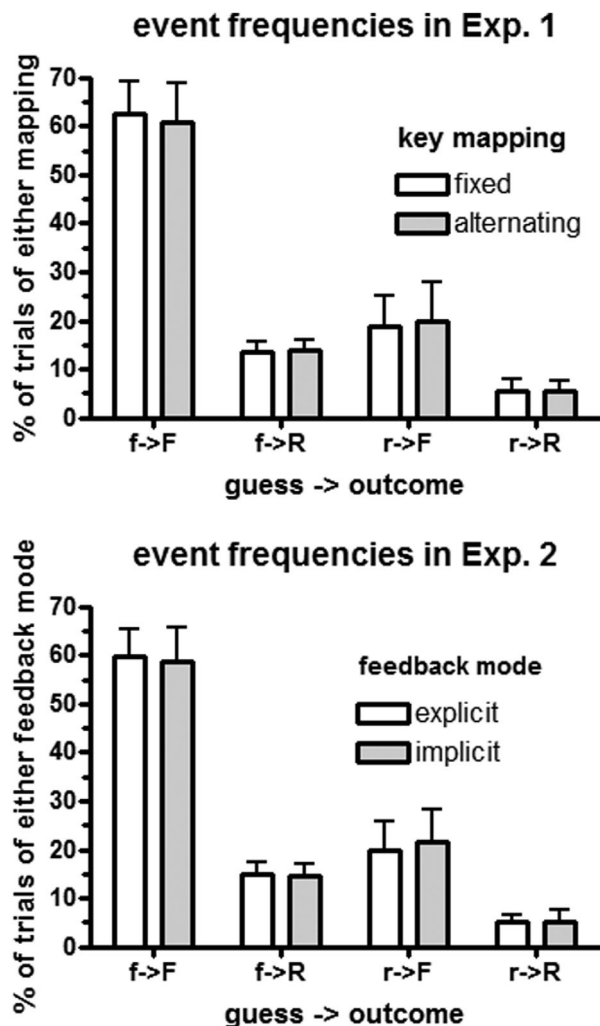 event frequencies in Exp. 1
% of trials of either mapping
70
60
50
40
30
20
10
0
key mapping
fixed
alternating
f->F f->R r->F r->R
guess -> outcome
event frequencies in Exp. 2
% of trials of either feedback mode
70
60
50
40
30
20
10
0
feedback mode
explicit
implicit
f->F f->R r->F r->R
guess -> outcome